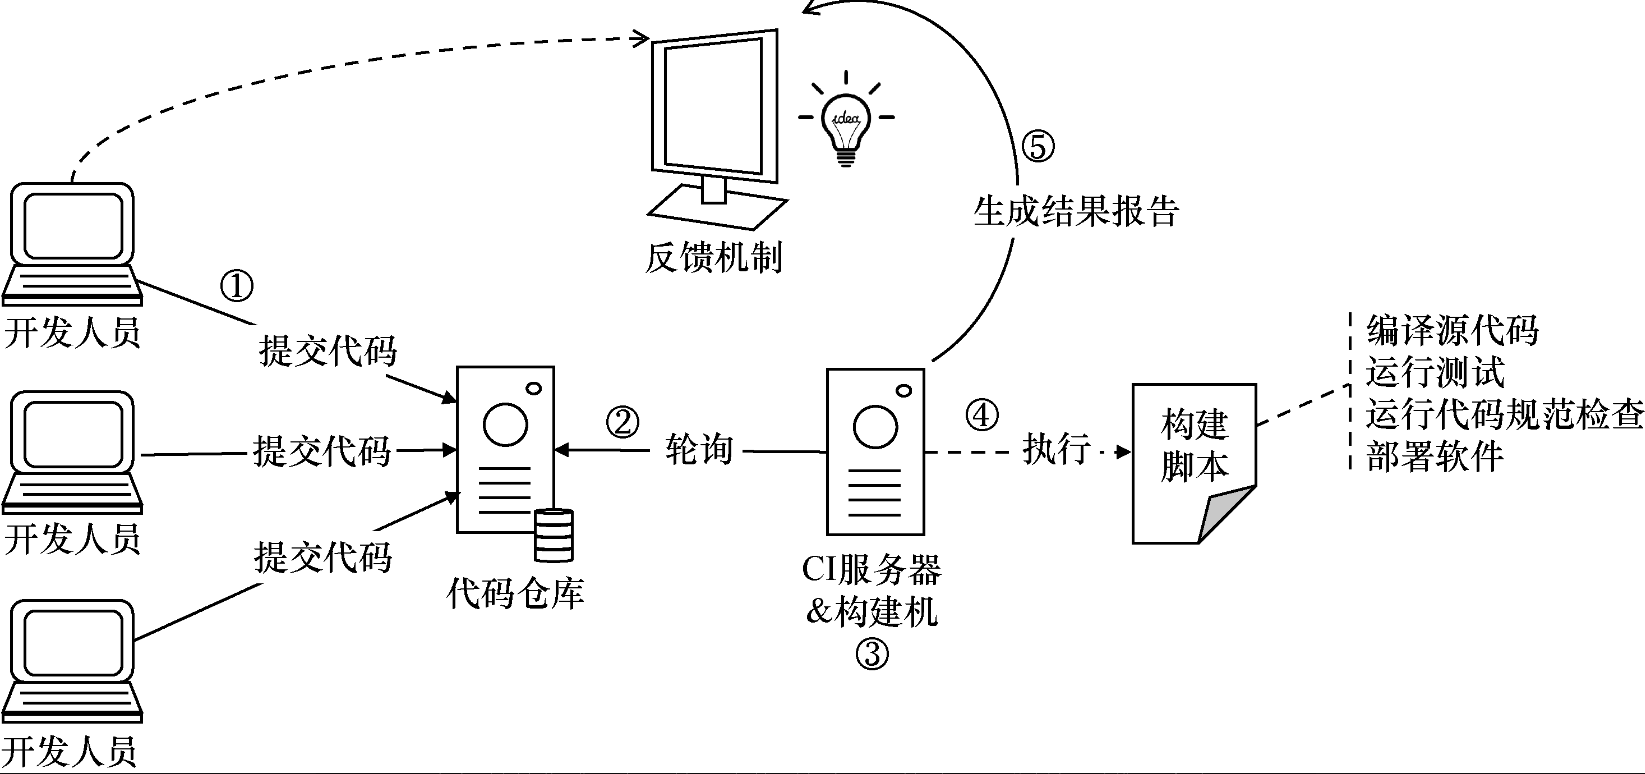 idea
⑤
生成结果报告
反馈机制
①
开发人员
提交代码
编译源代码
运行测试
运行代码规范检查
部署软件
②
轮询
④
执行
构建
脚本
提交代码
开发人员
提交代码
代码仓库
CI服务器
&构建机
③
开发人员